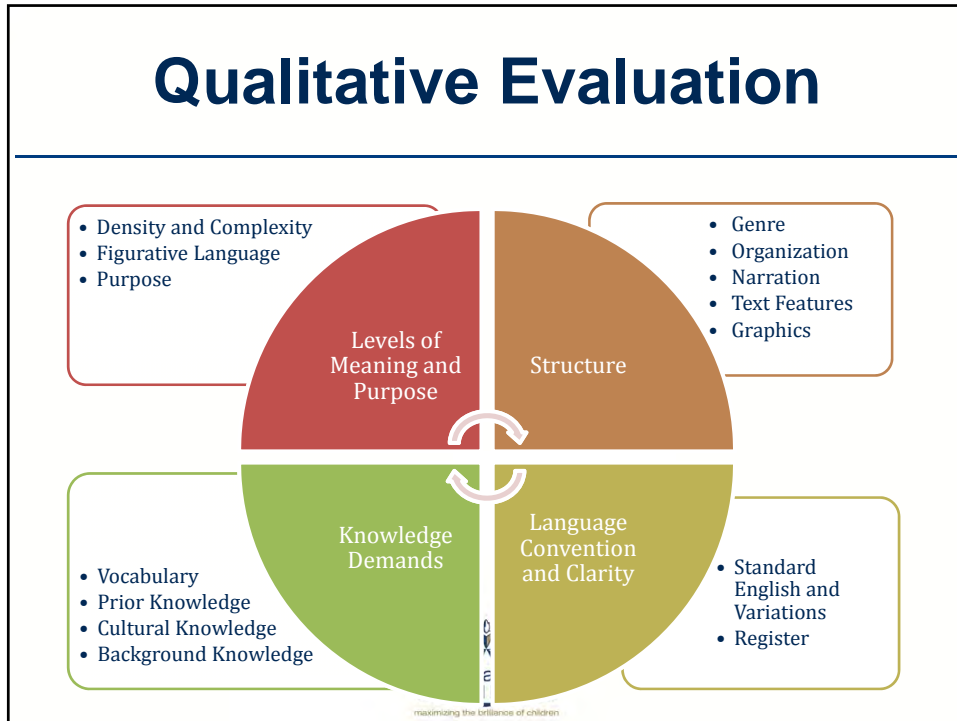 Qualitative Evaluation
• Density and Complexity
• Figurative Language
• Purpose
Levels of
Meaning and
Purpose
• Genre
• Organization
• Narration
• Text Features
• Graphics
Structure
Knowledge
Demands
• Vocabulary
• Prior Knowledge
• Cultural Knowledge
• Background Knowledge
Language
Convention
and Clarity
• Standard
English and
Variations
• Register
maximizing the brilliance of children